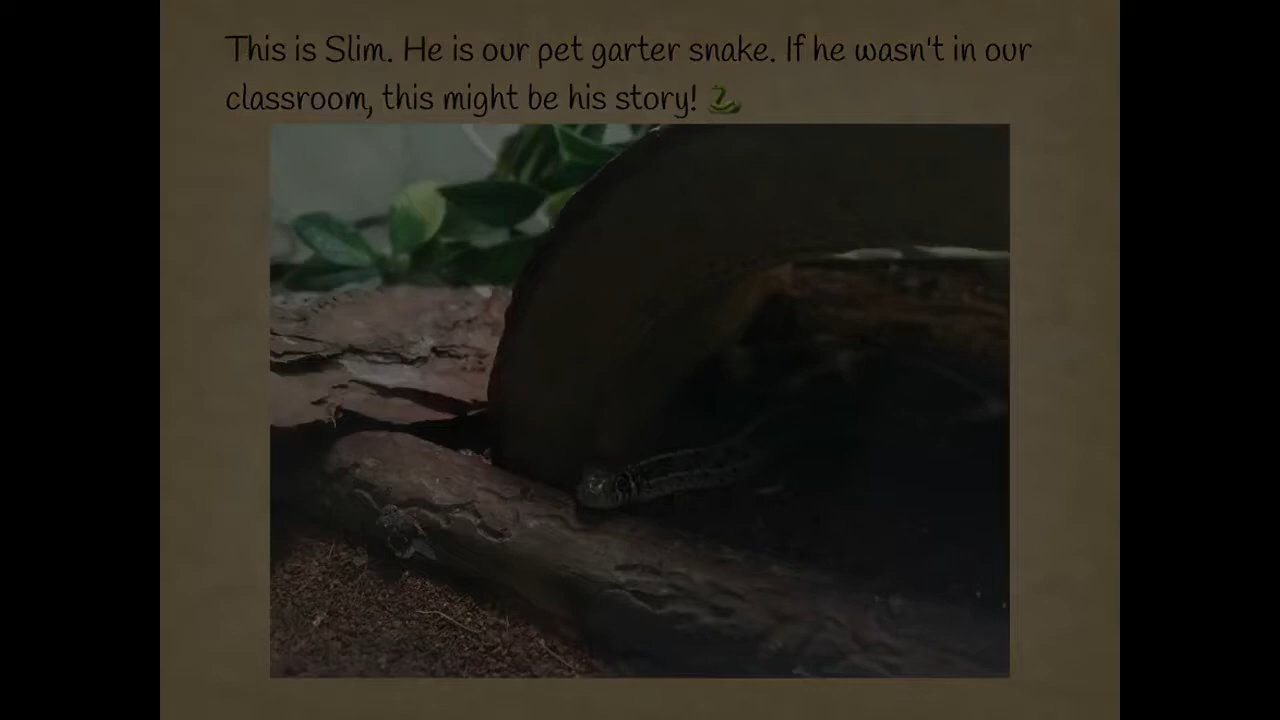 This is Slim. He is our pet garter snake. If he wasn't in our
classroom, this might be his story! 🐍